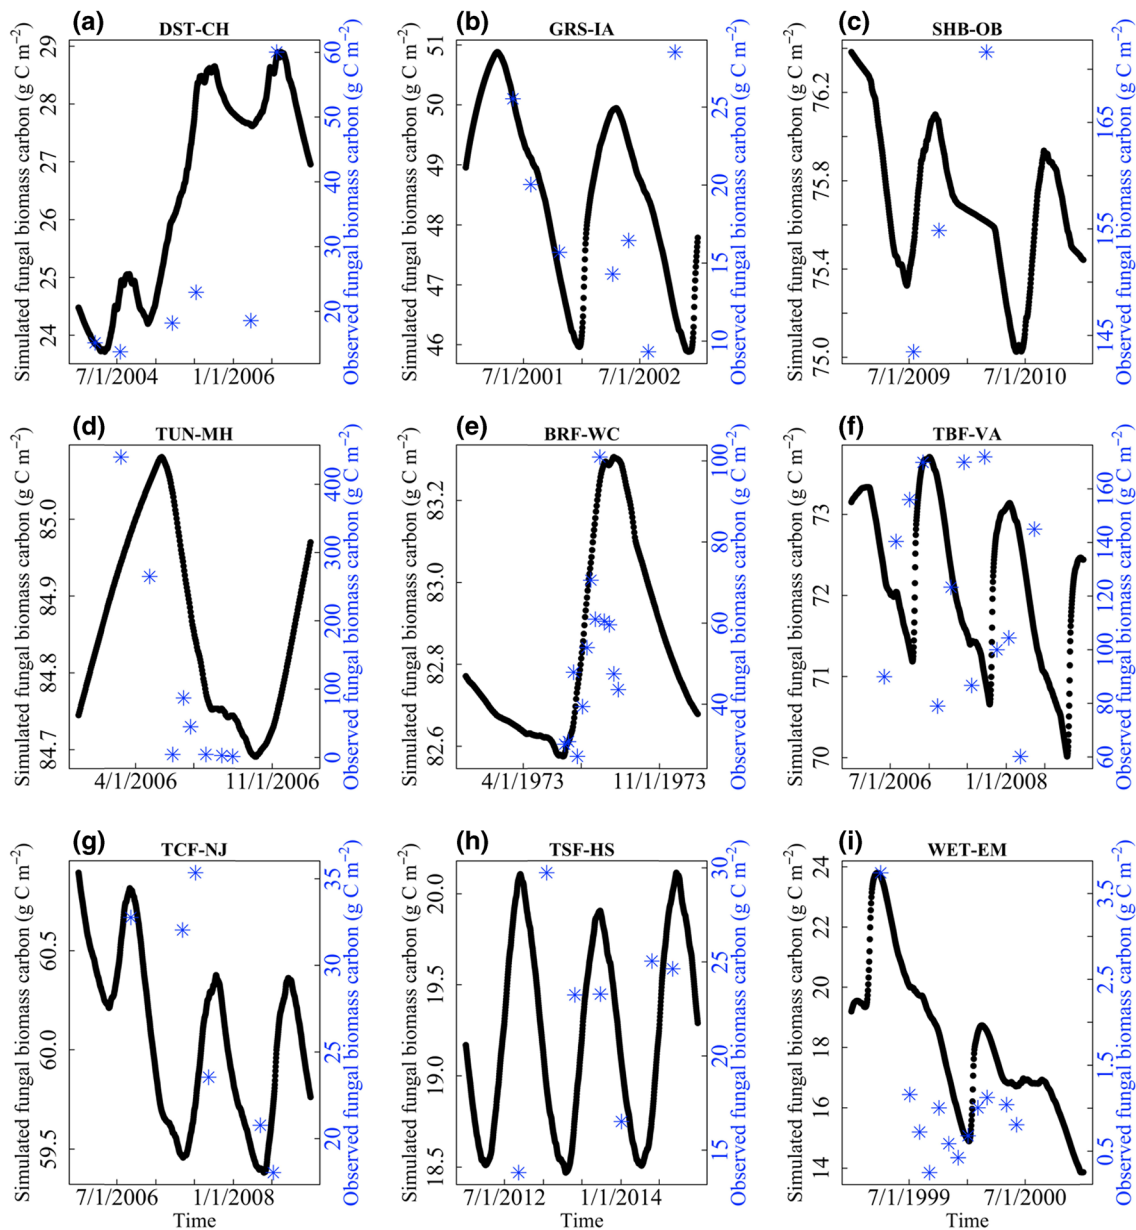 (a) DST-CH
Simulated fungal biomass carbon (g C m−2)
29
28
27
26
25
24
60
50
40
30
20
Observed fungal biomass carbon (g C m−2)
7/1/2004 1/1/2006
(b) GRS-IA
Simulated fungal biomass carbon (g C m−2)
51
50
49
48
47
46
25
20
15
10
Observed fungal biomass carbon (g C m−2)
7/1/2001 7/1/2002
(c) SHB-OB
Simulated fungal biomass carbon (g C m−2)
76.2
75.8
75.4
75.0
165
155
145
Observed fungal biomass carbon (g C m−2)
7/1/2009 7/1/2010
(d) TUN-MH
Simulated fungal biomass carbon (g C m−2)
85.0
84.9
84.8
84.7
400
300
200
100
0
Observed fungal biomass carbon (g C m−2)
4/1/2006 11/1/2006
(e) BRF-WC
Simulated fungal biomass carbon (g C m−2)
83.2
83.0
82.8
82.6
100
80
60
40
Observed fungal biomass carbon (g C m−2)
4/1/1973 11/1/1973
(f) TBF-VA
Simulated fungal biomass carbon (g C m−2)
73
72
71
70
160
140
120
100
80
60
Observed fungal biomass carbon (g C m−2)
7/1/2006 1/1/2008
(g) TCF-NJ
Simulated fungal biomass carbon (g C m−2)
60.5
60.0
59.5
35
30
25
20
Observed fungal biomass carbon (g C m−2)
7/1/2006 1/1/2008
Time
(h) TSF-HS
Simulated fungal biomass carbon (g C m−2)
20.0
19.5
19.0
18.5
30
25
20
15
Observed fungal biomass carbon (g C m−2)
7/1/2012 1/1/2014
Time
(i) WET-EM
Simulated fungal biomass carbon (g C m−2)
24
22
20
18
16
14
3.5
2.5
1.5
0.5
Observed fungal biomass carbon (g C m−2)
7/1/1999 7/1/2000
Time